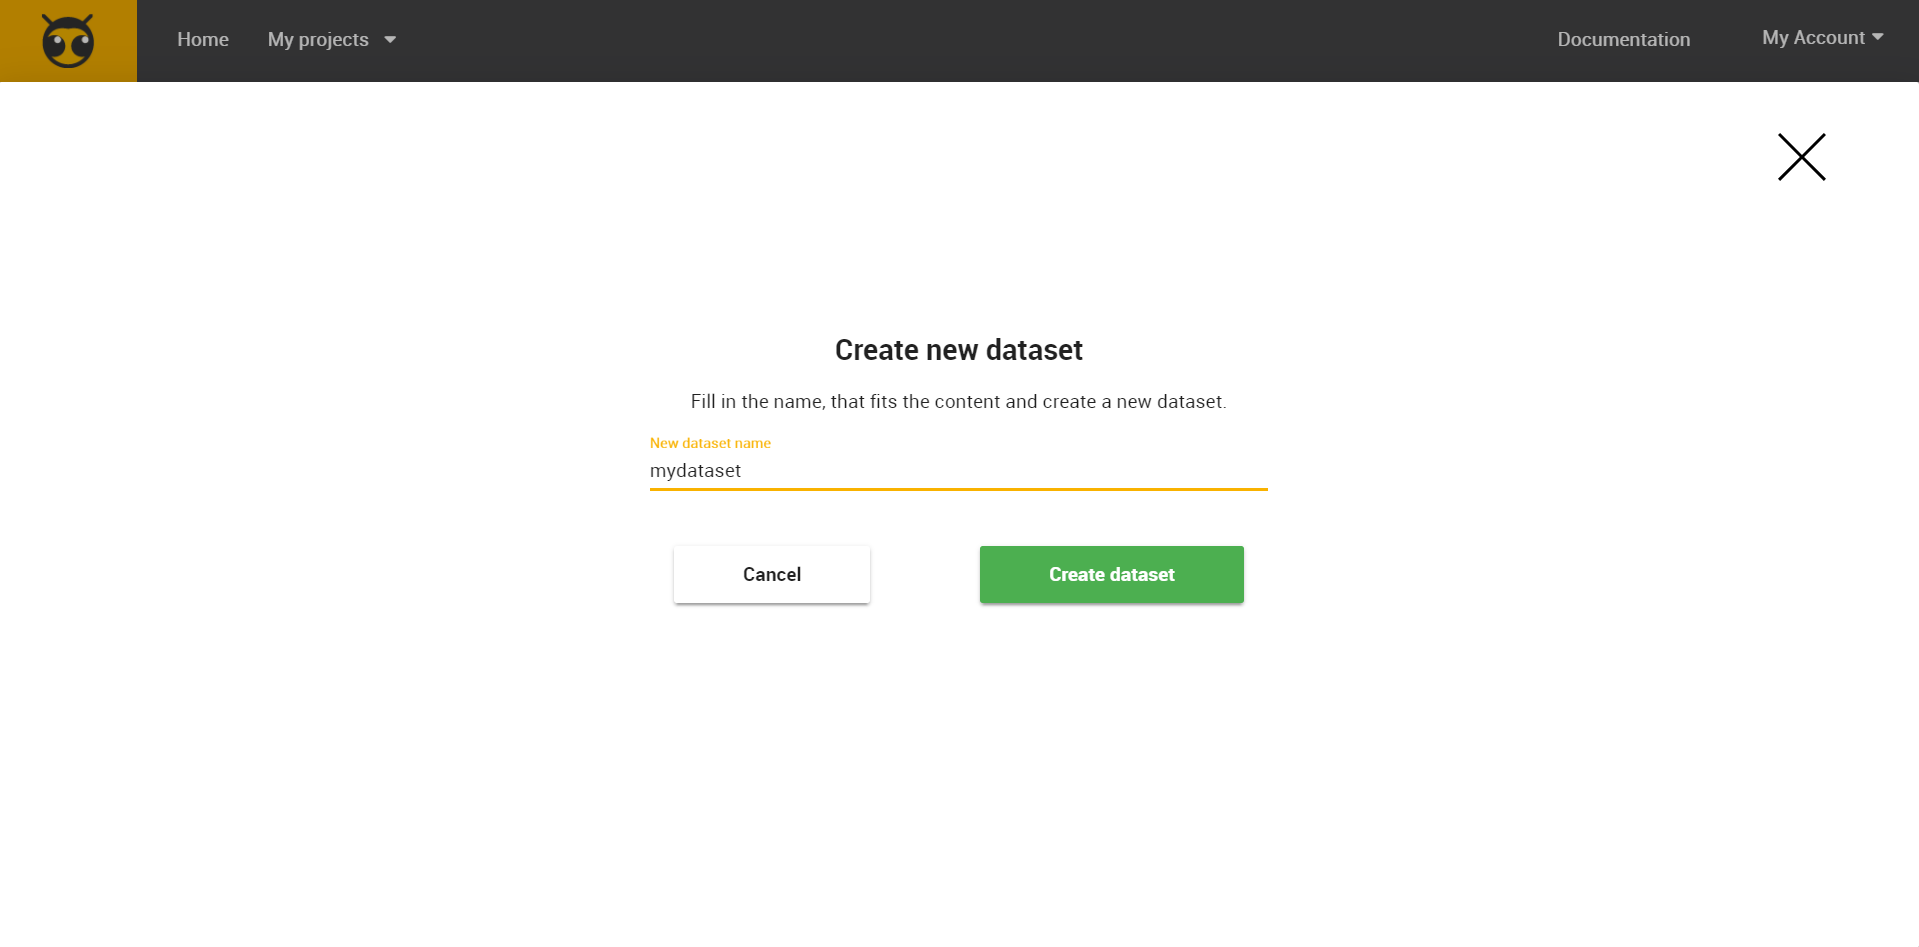 Home My projects Documentation My Account
Create new dataset
Fill in the name, that fits the content and create a new dataset.
New dataset name
mydataset
Cancel Create dataset